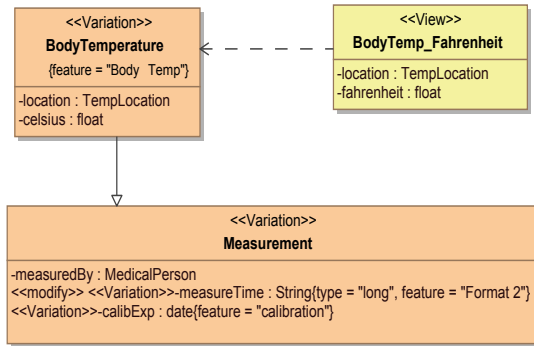 <<Variation>>
BodyTemperature
{feature = "Body Temp"}
-location : TempLocation
-celsius : float
<<View>>
BodyTemp_Fahrenheit
-location : TempLocation
-fahrenheit : float
<<Variation>>
Measurement
-measuredBy : MedicalPerson
<<modify>> <<Variation>>-measureTime : String{type = "long", feature = "Format 2"}
<<Variation>>-calibExp : date{feature = "calibration"}